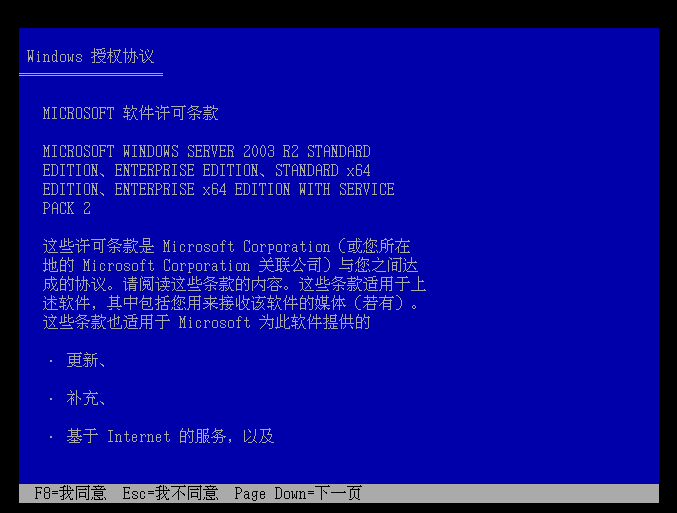 Windows 授权协议
MICROSOFT 软件许可条款
MICROSOFT WINDOWS SERVER 2003 R2 STANDARD
EDITION、ENTERPRISE EDITION、STANDARD x64
EDITION、ENTERPRISE x64 EDITION WITH SERVICE
PACK 2
这些许可条款是 Microsoft Corporation（或您所在
地的 Microsoft Corporation 关联公司）与您之间达
成的协议。请阅读这些条款的内容。这些条款适用于上
述软件，其中包括您用来接收该软件的媒体（若有）。
这些条款也适用于 Microsoft 为此软件提供的
· 更新、
· 补充、
· 基于 Internet 的服务，以及
F8=我同意 Esc=我不同意 Page Down=下一页